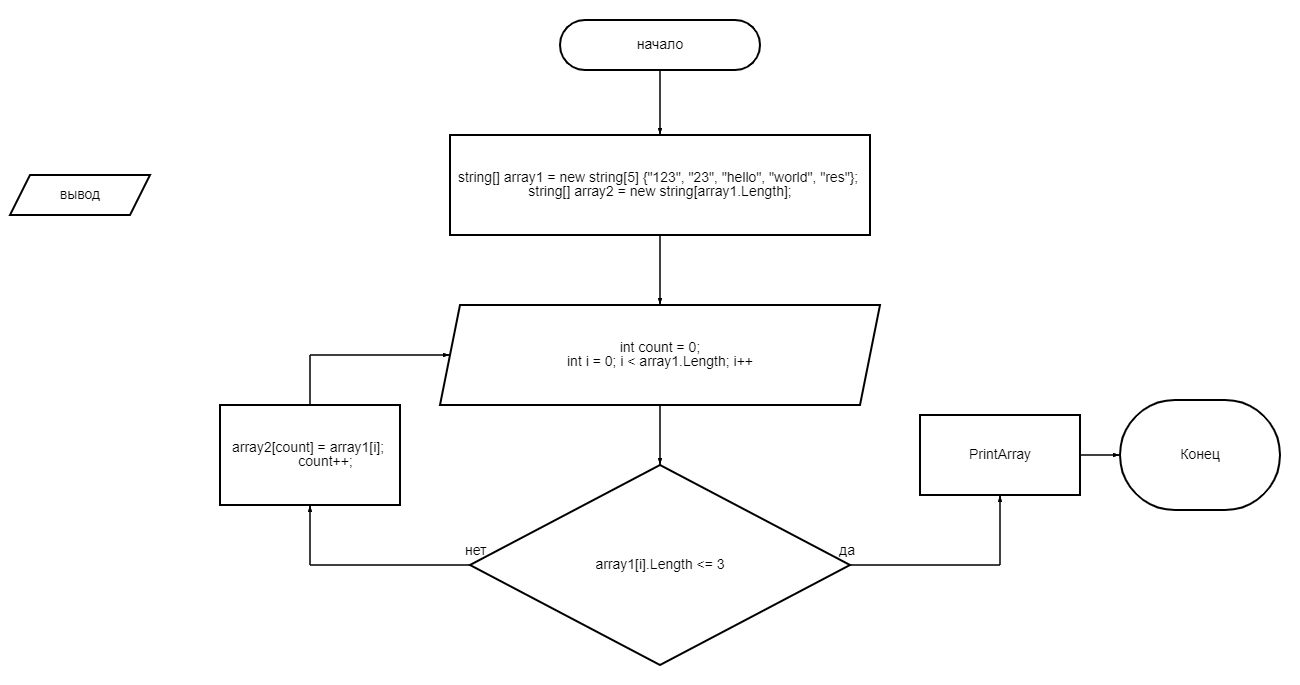 начало
string[] array1 = new string[5] {"123", "23", "hello", "world", "res"};
string[] array2 = new string[array1.Length];
вывод
int count = 0;
int i = 0; i < array1.Length; i++
array2[count] = array1[i];
count++;
PrintArray
Конец
нет
да
array1[i].Length <= 3